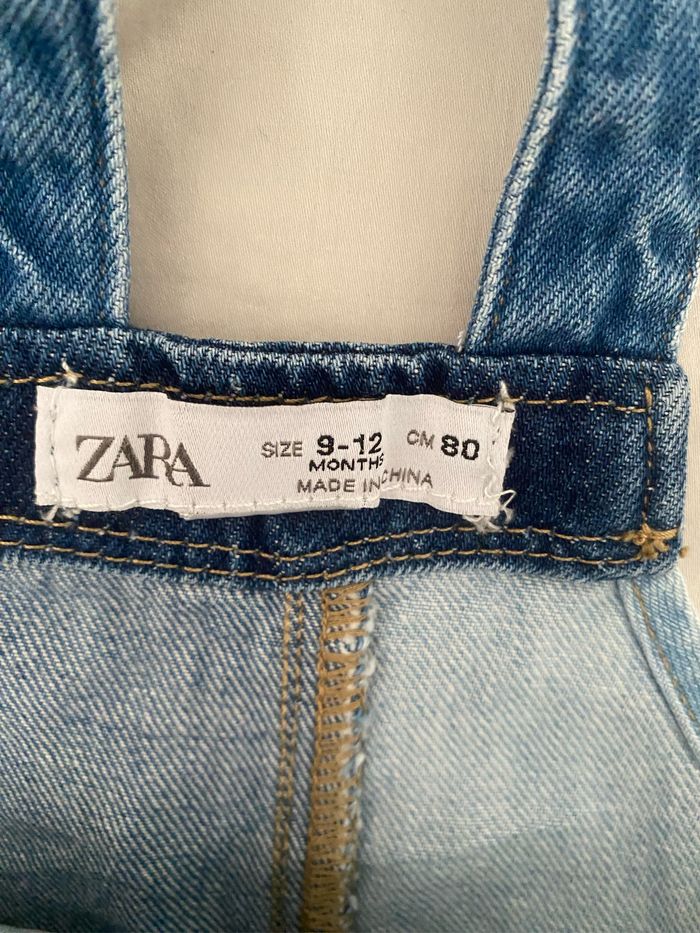 ZARA
SIZE 9-12 CM 80
MONTHS
MADE IN CHINA